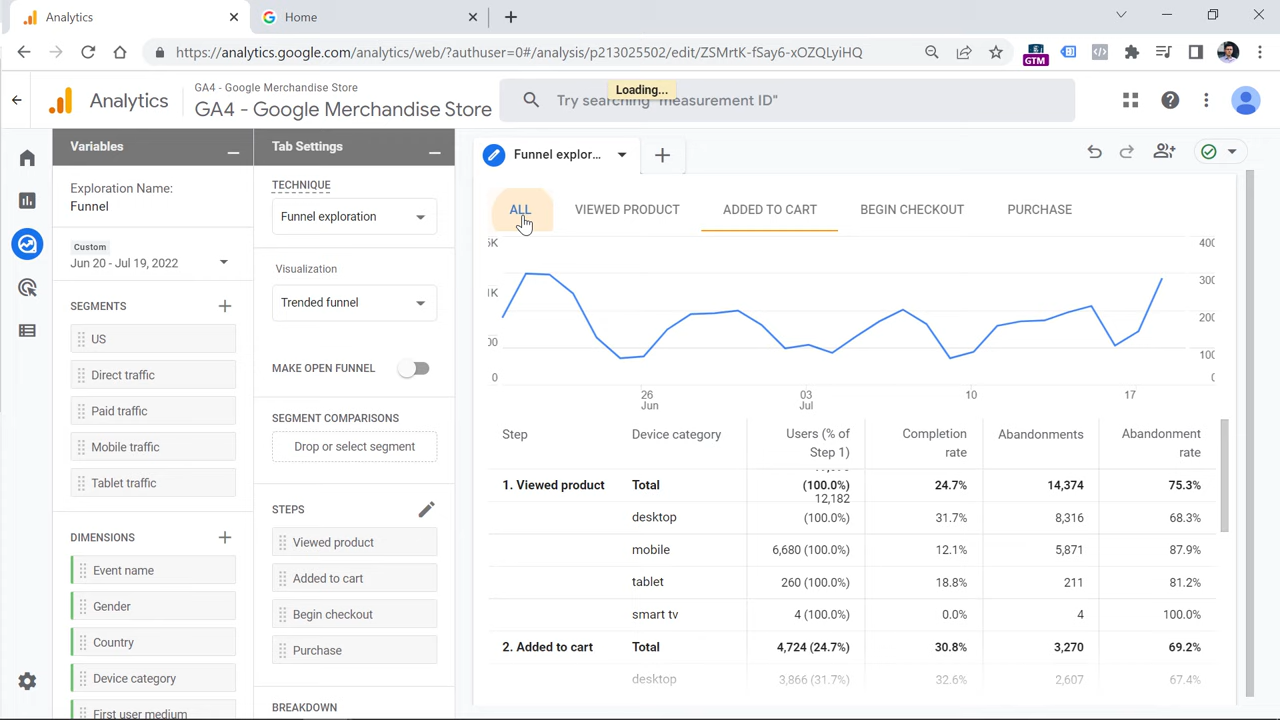 Analytics
Home
https://analytics.google.com/analytics/web/?authuser=0#/analysis/p213025502/edit/ZSMrtK-fSay6-xOZQLyiHQ
GTM
Analytics
GA4 - Google Merchandise Store
GA4 - Google Merchandise Store
Loading...
Try searching "measurement ID"
Variables
Exploration Name:
Funnel
Custom
Jun 20 - Jul 19, 2022
SEGMENTS
US
Direct traffic
Paid traffic
Mobile traffic
Tablet traffic
DIMENSIONS
Event name
Gender
Country
Device category
First user medium
Tab Settings
TECHNIQUE
Funnel exploration
Visualization
Trended funnel
MAKE OPEN FUNNEL
SEGMENT COMPARISONS
Drop or select segment
STEPS
Viewed product
Added to cart
Begin checkout
Purchase
BREAKDOWN
Funnel explor...
ALL VIEWED PRODUCT ADDED TO CART BEGIN CHECKOUT PURCHASE
5K 400
1K 300
200
00 100
0 0
26 03 10 17
Jun Jul
Step Device category Users (% of Step 1) Completion rate Abandonments Abandonment rate
1. Viewed product Total (100.0%) 24.7% 14,374 75.3%
desktop 12,182 (100.0%) 31.7% 8,316 68.3%
mobile 6,680 (100.0%) 12.1% 5,871 87.9%
tablet 260 (100.0%) 18.8% 211 81.2%
smart tv 4 (100.0%) 0.0% 4 100.0%
2. Added to cart Total 4,724 (24.7%) 30.8% 3,270 69.2%
desktop 3,866 (31.7%) 32.6% 2,607 67.4%